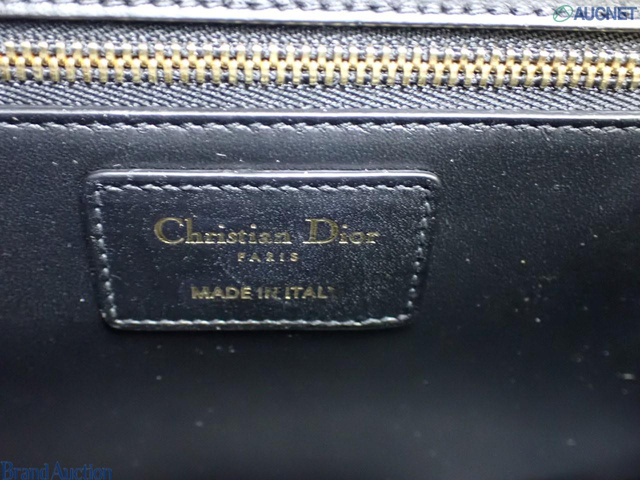 AUGNET
Christian Dior
PARIS
MADE IN ITALY
Brand Auction